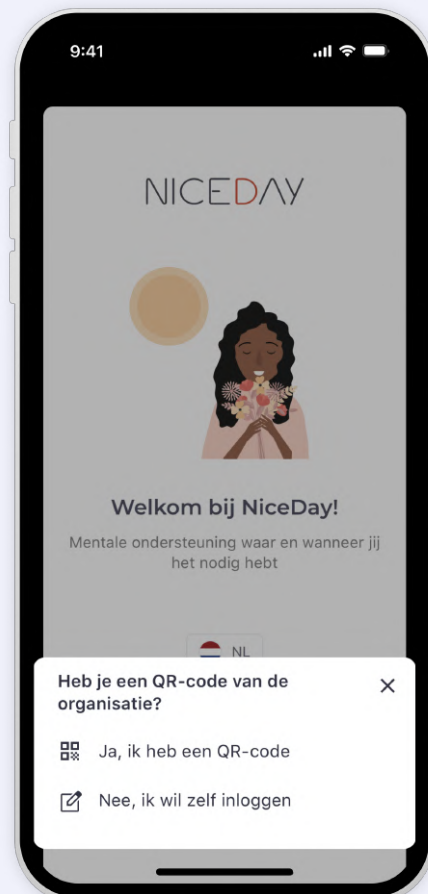 9:41
NICEDAY
Welkom bij NiceDay!
Mentale ondersteuning waar en wanneer jij
het nodig hebt
NL
Heb je een QR-code van de
organisatie?
Ja, ik heb een QR-code
Nee, ik wil zelf inloggen